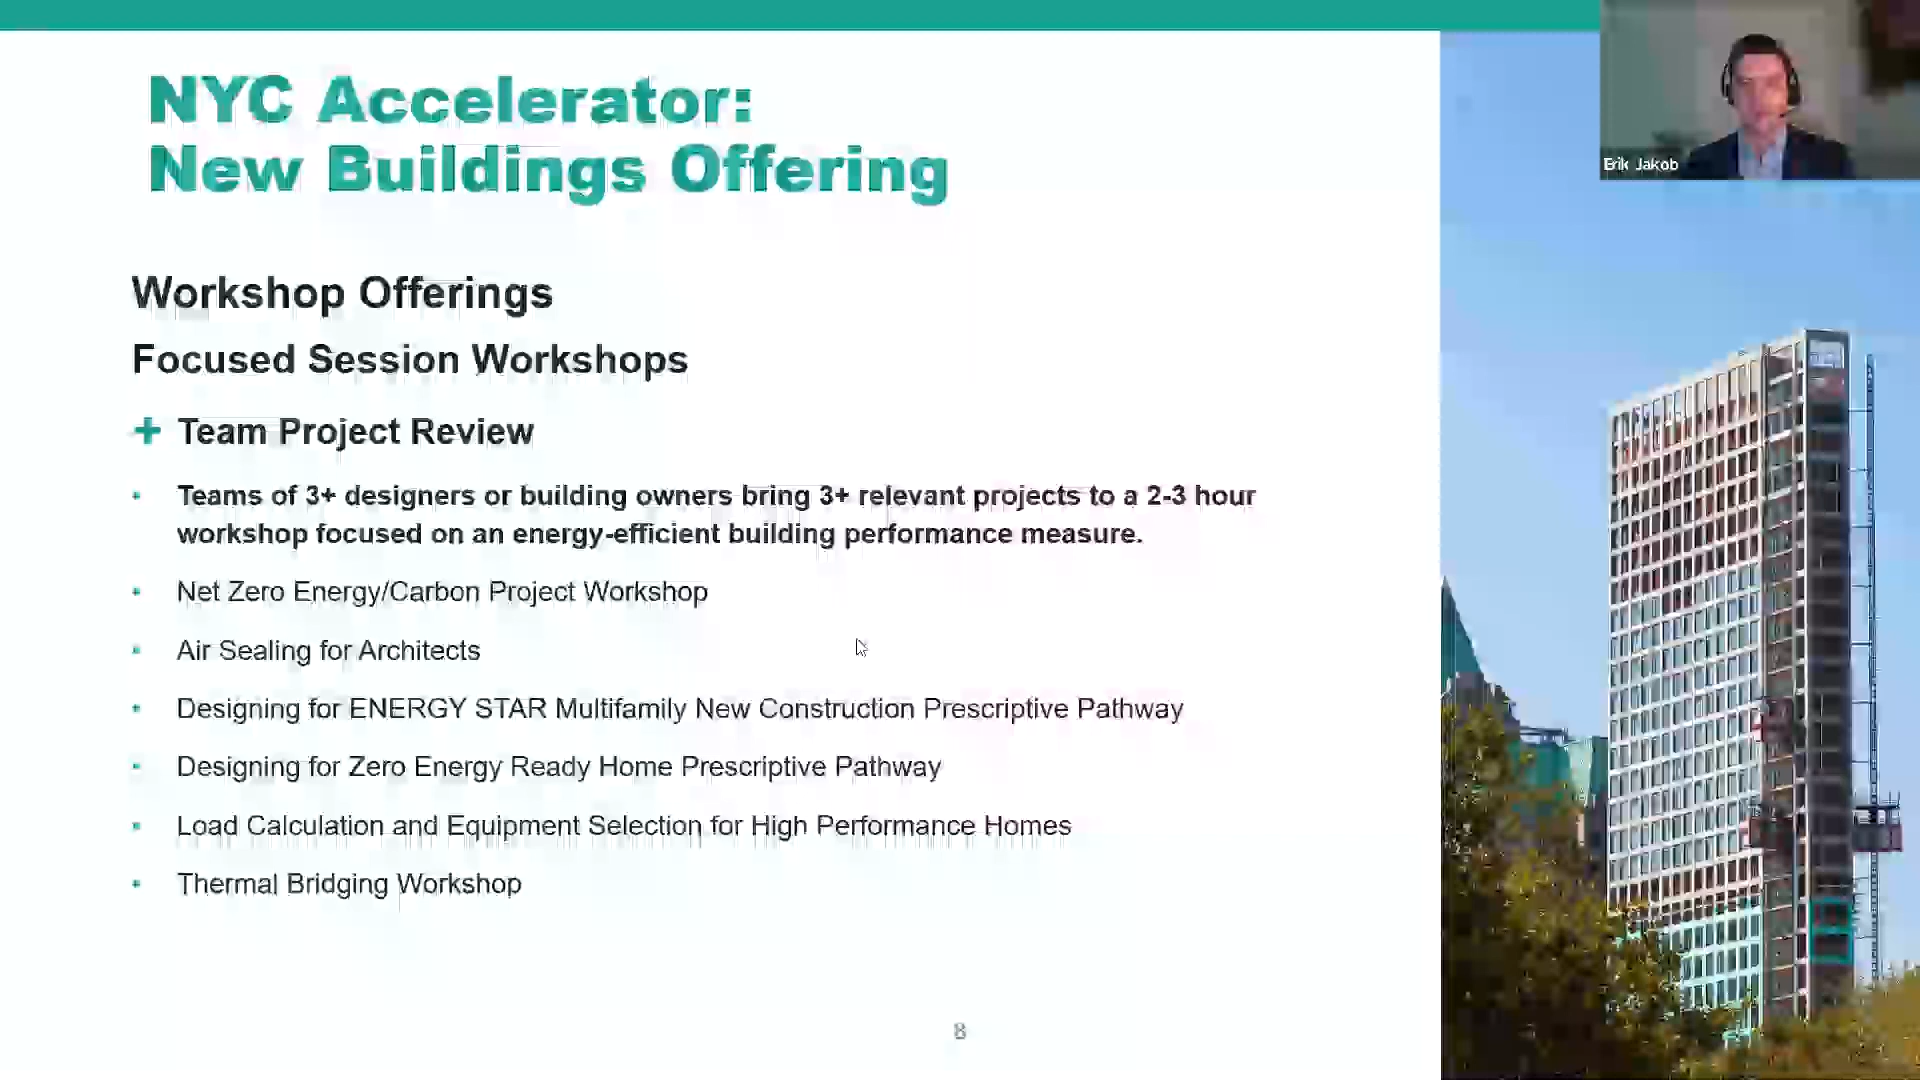 NYC Accelerator:
New Buildings Offering
Erik Jakob
Workshop Offerings
Focused Session Workshops
+ Team Project Review
• Teams of 3+ designers or building owners bring 3+ relevant projects to a 2-3 hour
workshop focused on an energy-efficient building performance measure.
• Net Zero Energy/Carbon Project Workshop
• Air Sealing for Architects
• Designing for ENERGY STAR Multifamily New Construction Prescriptive Pathway
• Designing for Zero Energy Ready Home Prescriptive Pathway
• Load Calculation and Equipment Selection for High Performance Homes
• Thermal Bridging Workshop
8